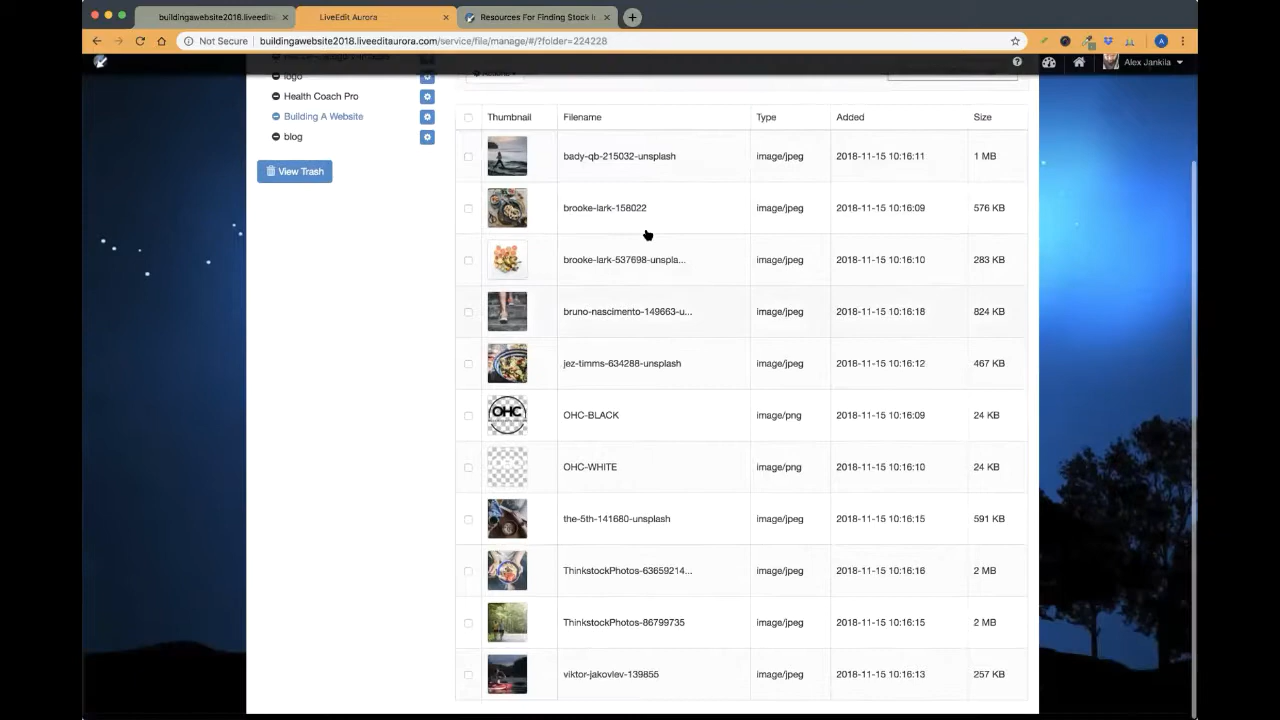 buildingawebsite2018.liveedita
LiveEdit Aurora
Resources For Finding Stock I
Not Secure
buildingawebsite2018.liveeditaurora.com/service/file/manage/#/?folder=224228
Alex Jankila
logo
Health Coach Pro
Building A Website
blog
View Trash
Actions
Thumbnail Filename Type Added Size
bady-qb-215032-unsplash image/jpeg 2018-11-15 10:16:11 1 MB
brooke-lark-158022 image/jpeg 2018-11-15 10:16:09 576 KB
brooke-lark-537698-unspla... image/jpeg 2018-11-15 10:16:10 283 KB
bruno-nascimento-149663-u... image/jpeg 2018-11-15 10:16:18 824 KB
jez-timms-634288-unsplash image/jpeg 2018-11-15 10:16:12 467 KB
OHC OHC-BLACK image/png 2018-11-15 10:16:09 24 KB
OHC-WHITE image/png 2018-11-15 10:16:10 24 KB
the-5th-141680-unsplash image/jpeg 2018-11-15 10:16:15 591 KB
ThinkstockPhotos-63659214... image/jpeg 2018-11-15 10:16:16 2 MB
ThinkstockPhotos-86799735 image/jpeg 2018-11-15 10:16:15 2 MB
viktor-jakovlev-139855 image/jpeg 2018-11-15 10:16:13 257 KB